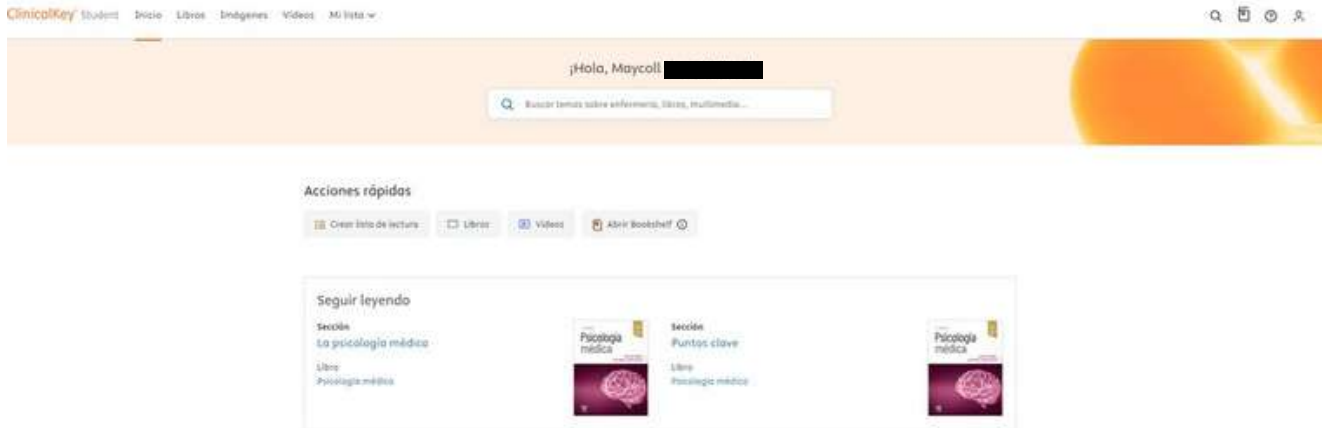 ClinicalKey® Student Inicio Libros Imágenes Vídeos Mi lista
¡Hola, Maycoll
Buscar temas sobre enfermería, libros, multimedia...
Acciones rápidas
Crear lista de lectura Libros Vídeos Abrir Bookshelf
Seguir leyendo
Sección
La psicología médica
Libro
Psicología médica
Psicología
médica
Sección
Puntos clave
Libro
Psicología médica
Psicología
médica